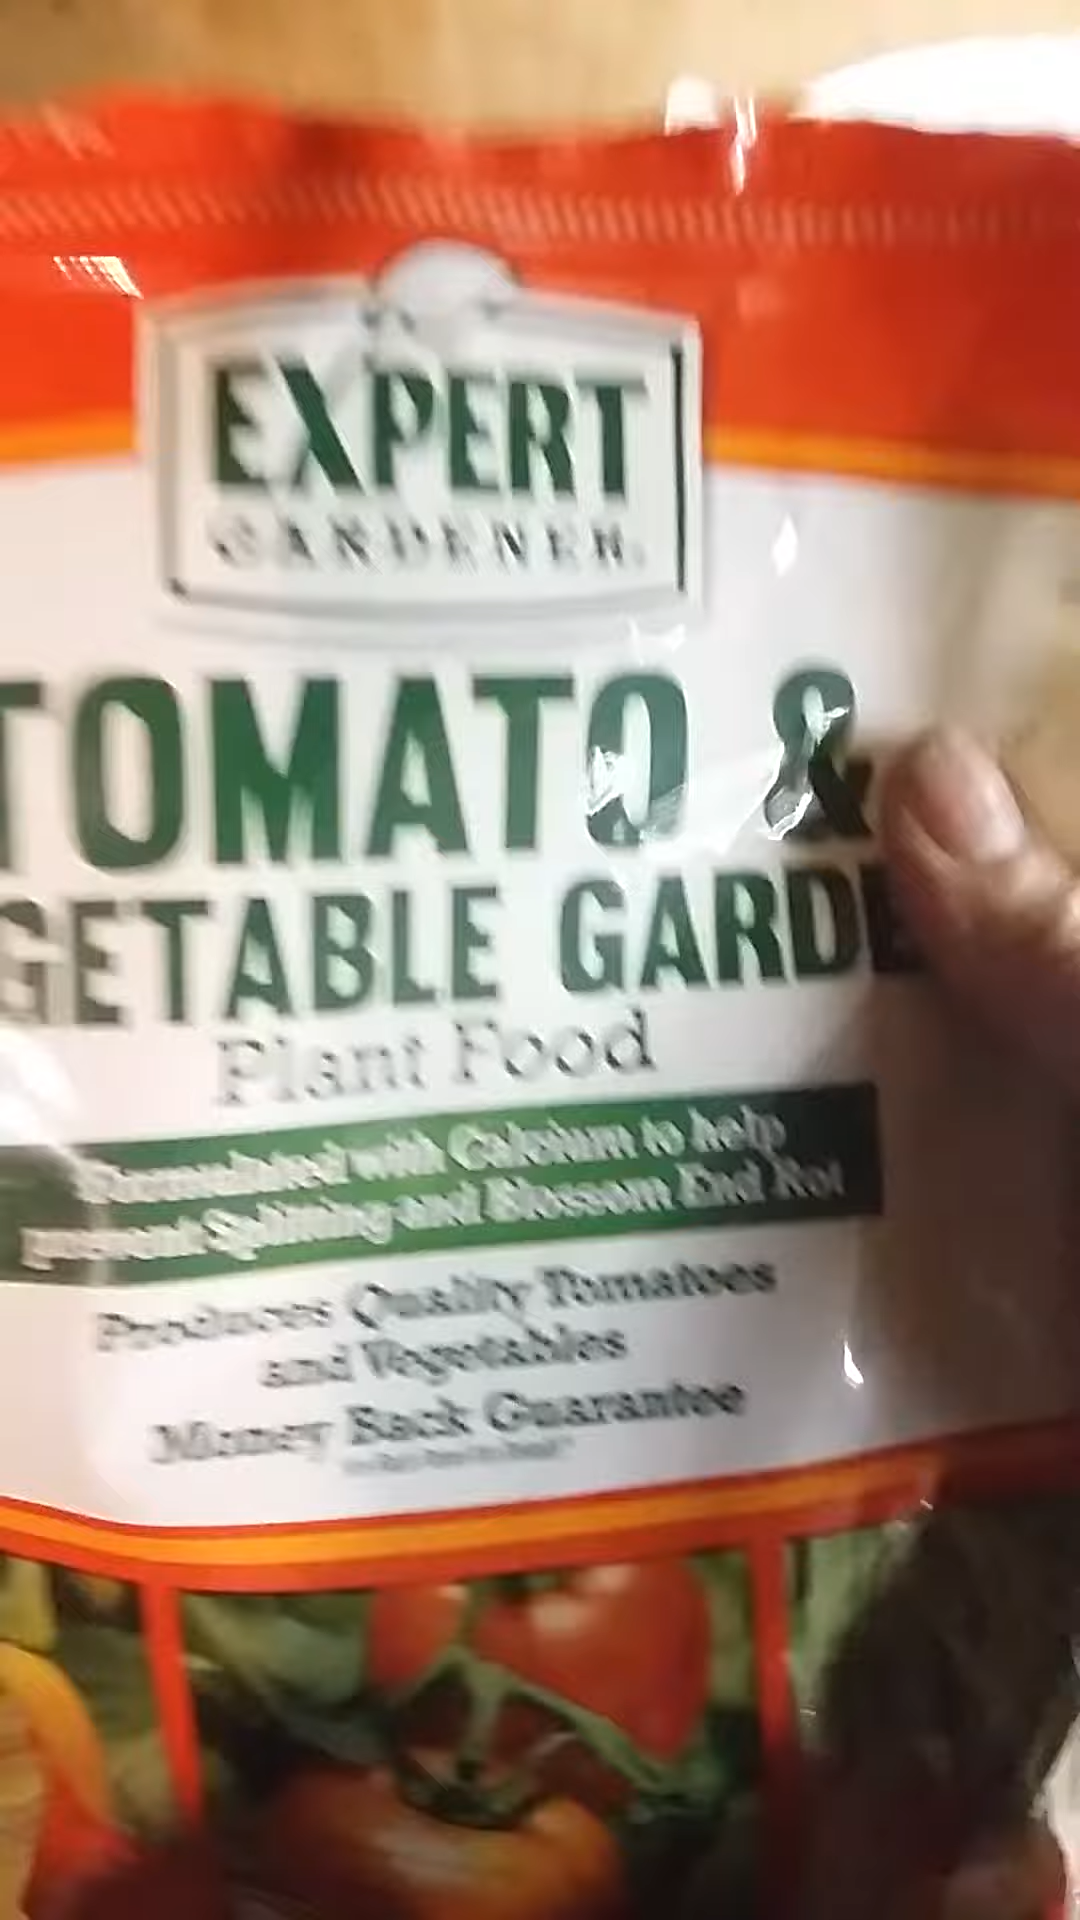 EXPERT
GARDENER.
TOMATO &
GETABLE GARDE
Plant Food
Formulated with Calcium to help
prevent Splitting and Blossom End Rot
Produces Quality Tomatoes
and Vegetables
Money Back Guarantee